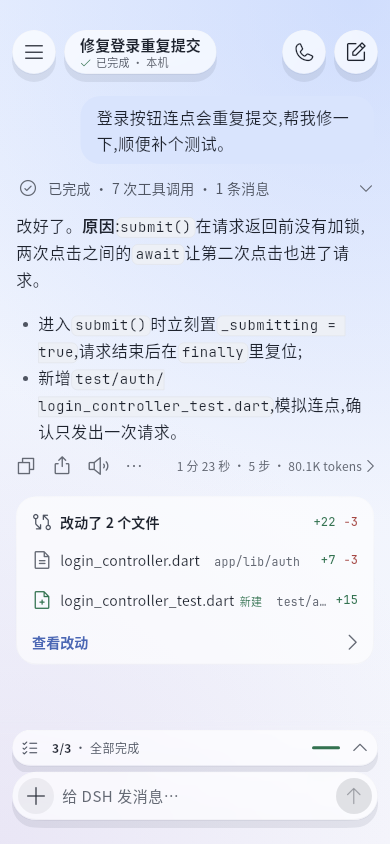 修复登录重复提交
已完成 · 本机
登录按钮连点会重复提交,帮我修一
下,顺便补个测试。
已完成 · 7 次工具调用 · 1 条消息
改好了。原因:submit() 在请求返回前没有加锁,
两次点击之间的 await 让第二次点击也进了请
求。
• 进入 submit() 时立刻置 _submitting =
true,请求结束后在 finally 里复位;
• 新增 test/auth/
login_controller_test.dart,模拟连点,确
认只发出一次请求。
1 分 23 秒 · 5 步 · 80.1K tokens
改动了 2 个文件 +22 -3
login_controller.dart app/lib/auth +7 -3
login_controller_test.dart 新建 test/a… +15
查看改动
3/3 · 全部完成
给 DSH 发消息…